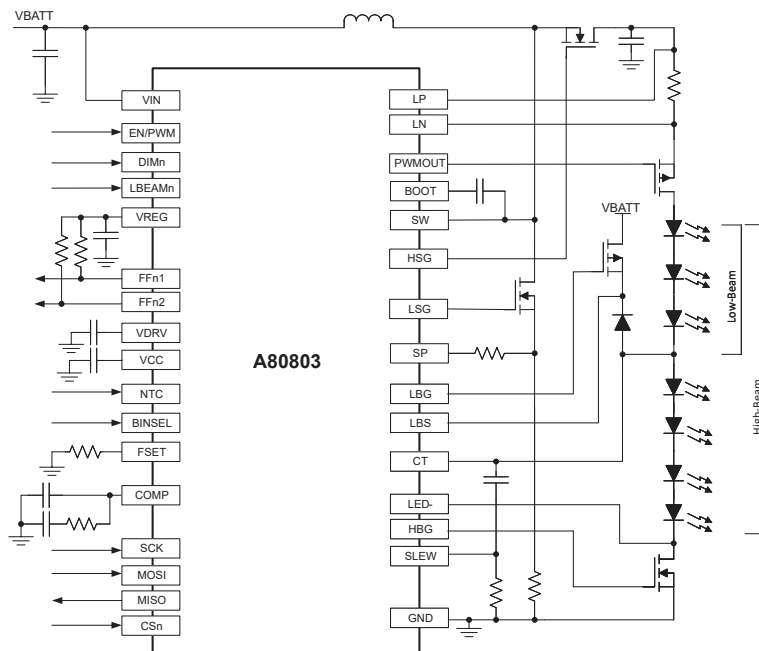 VBATT
VIN
EN/PWM
DIMn
LBEAMn
VREG
FFn1
FFn2
VDRV
VCC
NTC
BINSEL
FSET
COMP
SCK
MOSI
MISO
CSn
A80803
LP
LN
PWMOUT
BOOT
SW
HSG
LSG
SP
LBG
LBS
CT
LED-
HBG
SLEW
GND
VBATT
Low-Beam
High-Beam